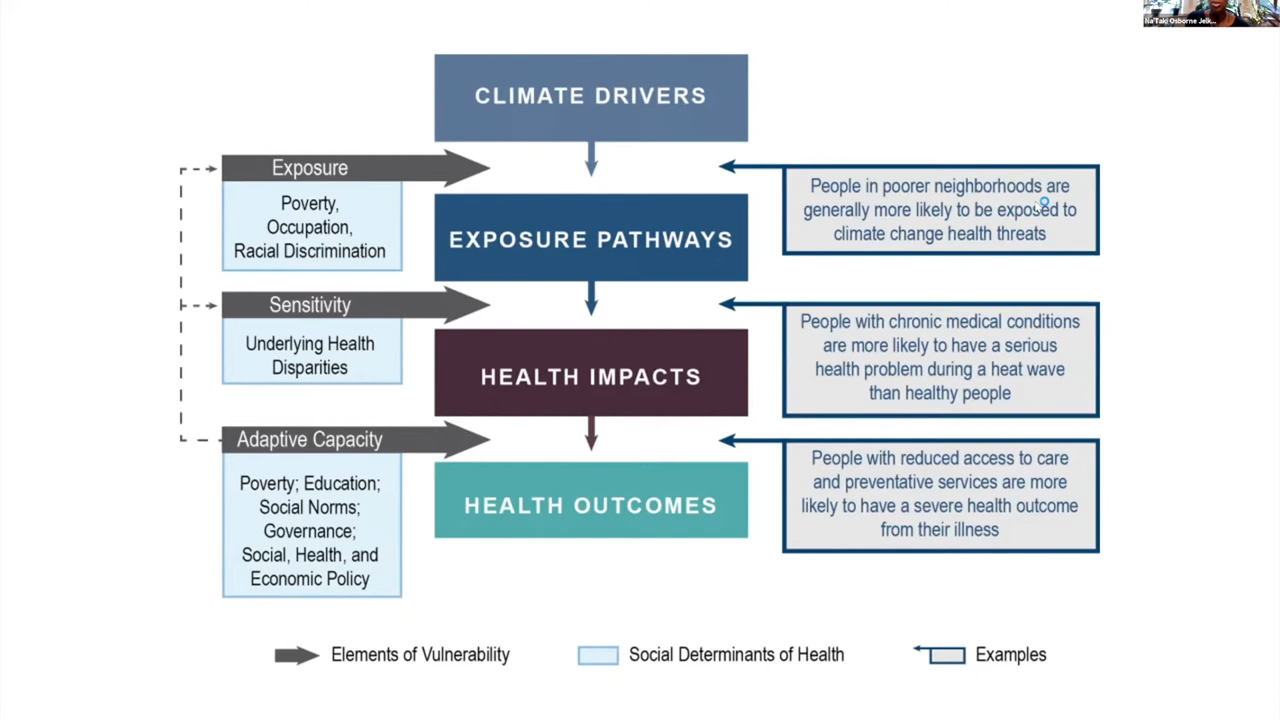 Na'Taki Osborne Jelk...
CLIMATE DRIVERS
Exposure
Poverty,
Occupation,
Racial Discrimination
People in poorer neighborhoods are
generally more likely to be exposed to
climate change health threats
EXPOSURE PATHWAYS
Sensitivity
Underlying Health
Disparities
People with chronic medical conditions
are more likely to have a serious
health problem during a heat wave
than healthy people
HEALTH IMPACTS
Adaptive Capacity
Poverty; Education;
Social Norms;
Governance;
Social, Health, and
Economic Policy
People with reduced access to care
and preventative services are more
likely to have a severe health outcome
from their illness
HEALTH OUTCOMES
Elements of Vulnerability
Social Determinants of Health
Examples